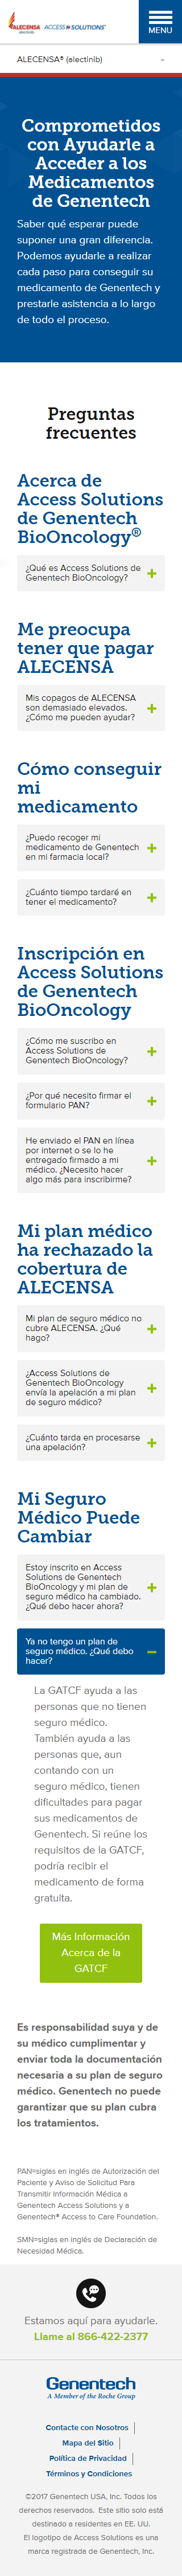 ALECENSA
alectinib
ACCESS SOLUTIONS
MENU
ALECENSA® (alectinib)
Comprometidos
con Ayudarle a
Acceder a los
Medicamentos
de Genentech
Saber qué esperar puede
suponer una gran diferencia.
Podemos ayudarle a realizar
cada paso para conseguir su
medicamento de Genentech y
prestarle asistencia a lo largo
de todo el proceso.
Preguntas
frecuentes
Acerca de
Access Solutions
de Genentech
BioOncology®
¿Qué es Access Solutions de
Genentech BioOncology?
Me preocupa
tener que pagar
ALECENSA
Mis copagos de ALECENSA
son demasiado elevados.
¿Cómo me pueden ayudar?
Cómo conseguir
mi
medicamento
¿Puedo recoger mi
medicamento de Genentech
en mi farmacia local?
¿Cuánto tiempo tardaré en
tener el medicamento?
Inscripción en
Access Solutions
de Genentech
BioOncology
¿Cómo me suscribo en
Access Solutions de
Genentech BioOncology?
¿Por qué necesito firmar el
formulario PAN?
He enviado el PAN en línea
por internet o se lo he
entregado firmado a mi
médico. ¿Necesito hacer
algo más para inscribirme?
Mi plan médico
ha rechazado la
cobertura de
ALECENSA
Mi plan de seguro médico no
cubre ALECENSA. ¿Qué
hago?
¿Access Solutions de
Genentech BioOncology
envía la apelación a mi plan
de seguro médico?
¿Cuánto tarda en procesarse
una apelación?
Mi Seguro
Médico Puede
Cambiar
Estoy inscrito en Access
Solutions de Genentech
BioOncology y mi plan de
seguro médico ha cambiado.
¿Qué debo hacer ahora?
Ya no tengo un plan de
seguro médico. ¿Qué debo
hacer?
La GATCF ayuda a las
personas que no tienen
seguro médico.
También ayuda a las
personas que, aun
contando con un
seguro médico, tienen
dificultades para pagar
sus medicamentos de
Genentech. Si reúne los
requisitos de la GATCF,
podría recibir el
medicamento de forma
gratuita.
Más Información
Acerca de la
GATCF
Es responsabilidad suya y de
su médico cumplimentar y
enviar toda la documentación
necesaria a su plan de seguro
médico. Genentech no puede
garantizar que su plan cubra
los tratamientos.
PAN=siglas en inglés de Autorización del
Paciente y Aviso de Solicitud Para
Transmitir Información Médica a
Genentech Access Solutions y a
Genentech® Access to Care Foundation.
SMN=siglas en inglés de Declaración de
Necesidad Médica.
Estamos aquí para ayudarle.
Llame al 866-422-2377
Genentech
A Member of the Roche Group
Contacte con Nosotros
Mapa del Sitio
Política de Privacidad
Términos y Condiciones
©2017 Genentech USA, Inc. Todos los
derechos reservados. Este sitio solo está
destinado a residentes en EE. UU.
El logotipo de Access Solutions es una
marca registrada de Genentech, Inc.